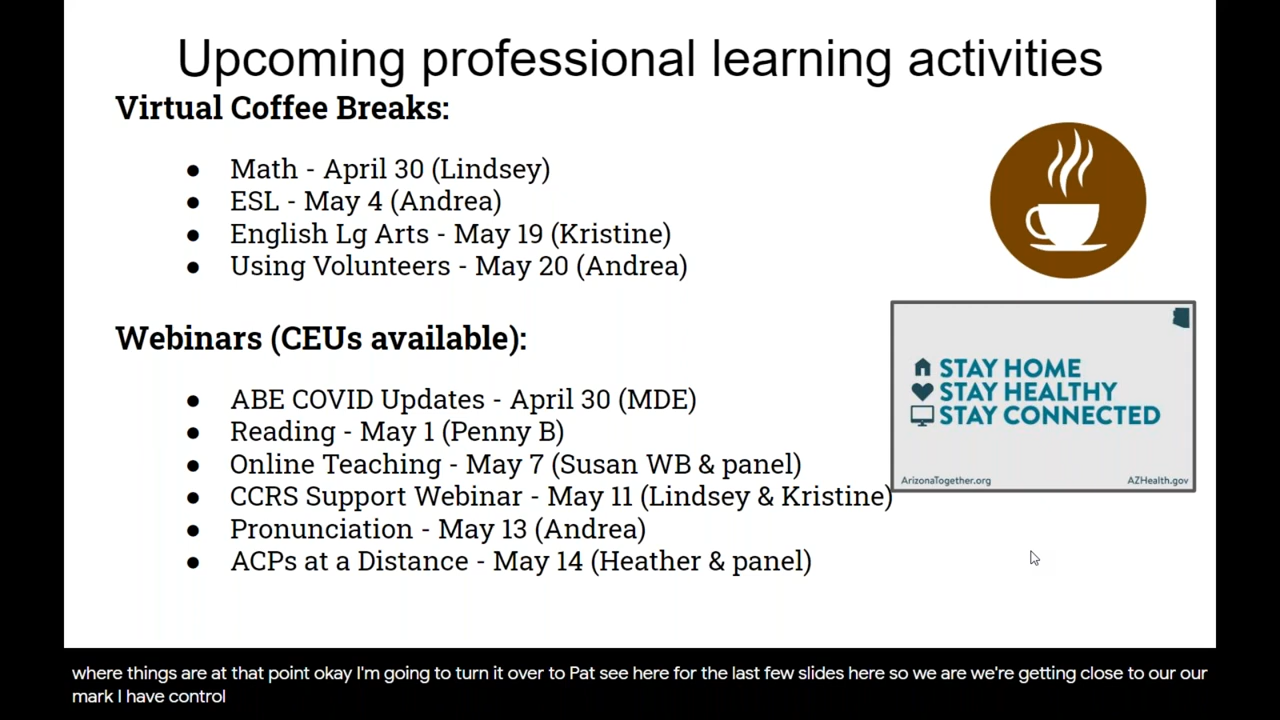 Upcoming professional learning activities
Virtual Coffee Breaks:
● Math - April 30 (Lindsey)
● ESL - May 4 (Andrea)
● English Lg Arts - May 19 (Kristine)
● Using Volunteers - May 20 (Andrea)
Webinars (CEUs available):
● ABE COVID Updates - April 30 (MDE)
● Reading - May 1 (Penny B)
● Online Teaching - May 7 (Susan WB & panel)
● CCRS Support Webinar - May 11 (Lindsey & Kristine)
● Pronunciation - May 13 (Andrea)
● ACPs at a Distance - May 14 (Heather & panel)
STAY HOME
STAY HEALTHY
STAY CONNECTED
ArizonaTogether.org
AZHealth.gov
where things are at that point okay I'm going to turn it over to Pat see here for the last few slides here so we are we're getting close to our our
mark I have control